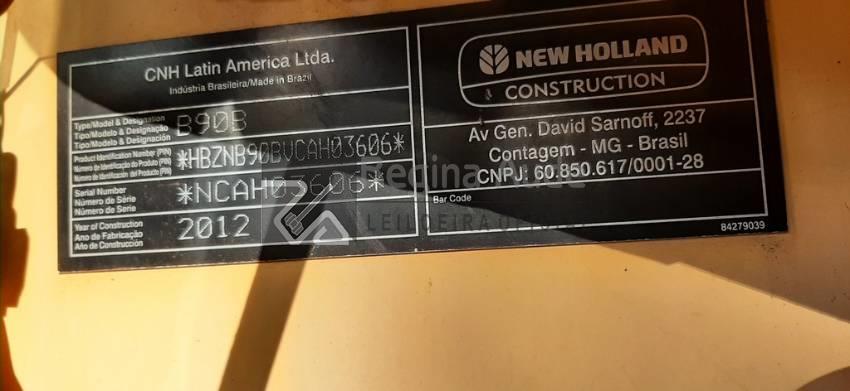 CNH Latin America Ltda.
Indústria Brasileira/Made in Brazil
Type/Model & Designation
Tipo/Modelo & Designação
Tipo/Modelo & Designación
B90B
Product Identification Number (PIN)
Número de Identificação do Produto (PIN)
Número de Identificación del Producto (PIN)
*HBZNB90BVCAH03606*
Serial Number
Número de Série
Número de Série
*NCAH03606*
Year of Construction
Ano de Fabricação
Año de Construcción
2012
NEW HOLLAND
CONSTRUCTION
Av Gen. David Sarnoff, 2237
Contagem - MG - Brasil
CNPJ: 60.850.617/0001-28
Bar Code
84279039
Regina
LEILOEIRA